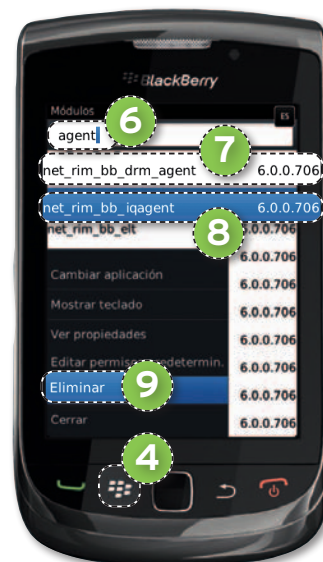 BlackBerry
Módulos
ES
agent
6
7
net_rim_bb_drm_agent 6.0.0.706
net_rim_bb_iqagent 6.0.0.706
net_rim_bb_elt 6.0.0.706
8
6.0.0.706
Cambiar aplicación
6.0.0.706
Mostrar teclado
6.0.0.706
Ver propiedades
6.0.0.706
Editar permisos predetermin.
6.0.0.706
Eliminar 9
6.0.0.706
Cerrar
6.0.0.706
4